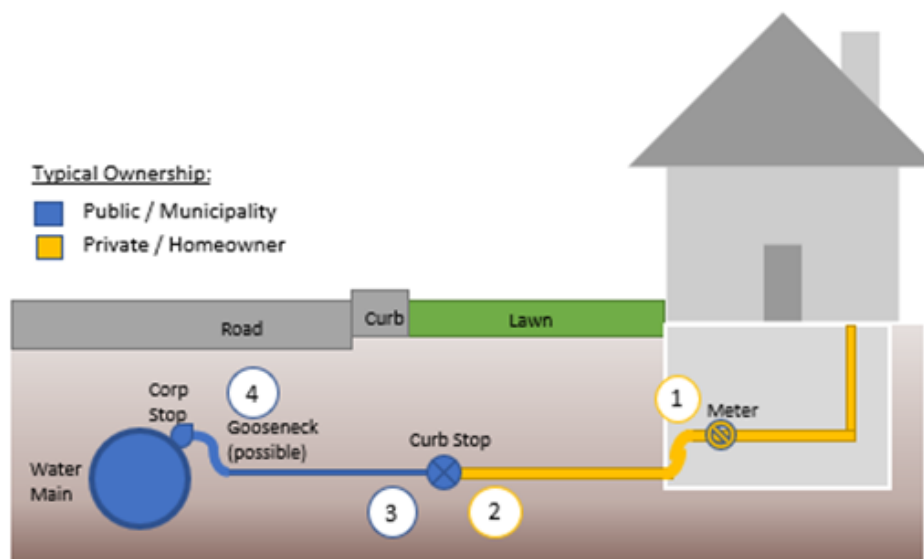 Typical Ownership:
Public / Municipality
Private / Homeowner
Road
Curb
Lawn
Corp
Stop
4
Gooseneck
(possible)
1
Meter
Curb Stop
Water
Main
3
2